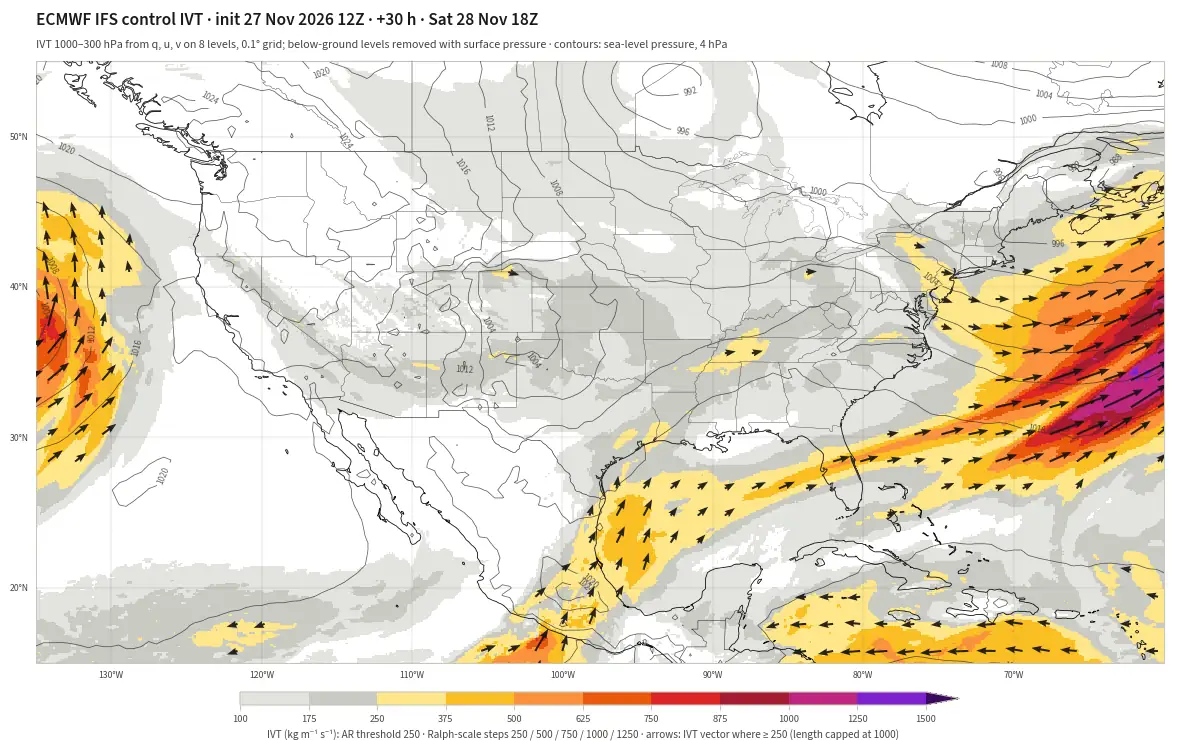 ECMWF IFS control IVT · init 27 Nov 2026 12Z · +30 h · Sat 28 Nov 18Z
IVT 1000–300 hPa from q, u, v on 8 levels, 0.1° grid; below-ground levels removed with surface pressure · contours: sea-level pressure, 4 hPa
1020
1008
992
1024
1004
1012
1000
50°N
996
1024
1020
1016
1008
1000
996
1008
1004
40°N
1004
1012
1016
1004
1012
1016
30°N
1020
1020
20°N
130°W
120°W
110°W
100°W
90°W
80°W
70°W
100
175
250
375
500
625
750
875
1000
1250
1500
IVT (kg m⁻¹ s⁻¹): AR threshold 250 · Ralph-scale steps 250 / 500 / 750 / 1000 / 1250 · arrows: IVT vector where ≥ 250 (length capped at 1000)